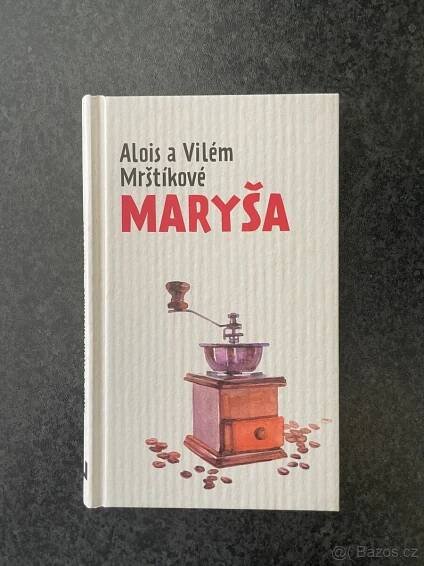 Alois a Vilém
Mrštíkové
MARYŠA
@( Bazos.cz